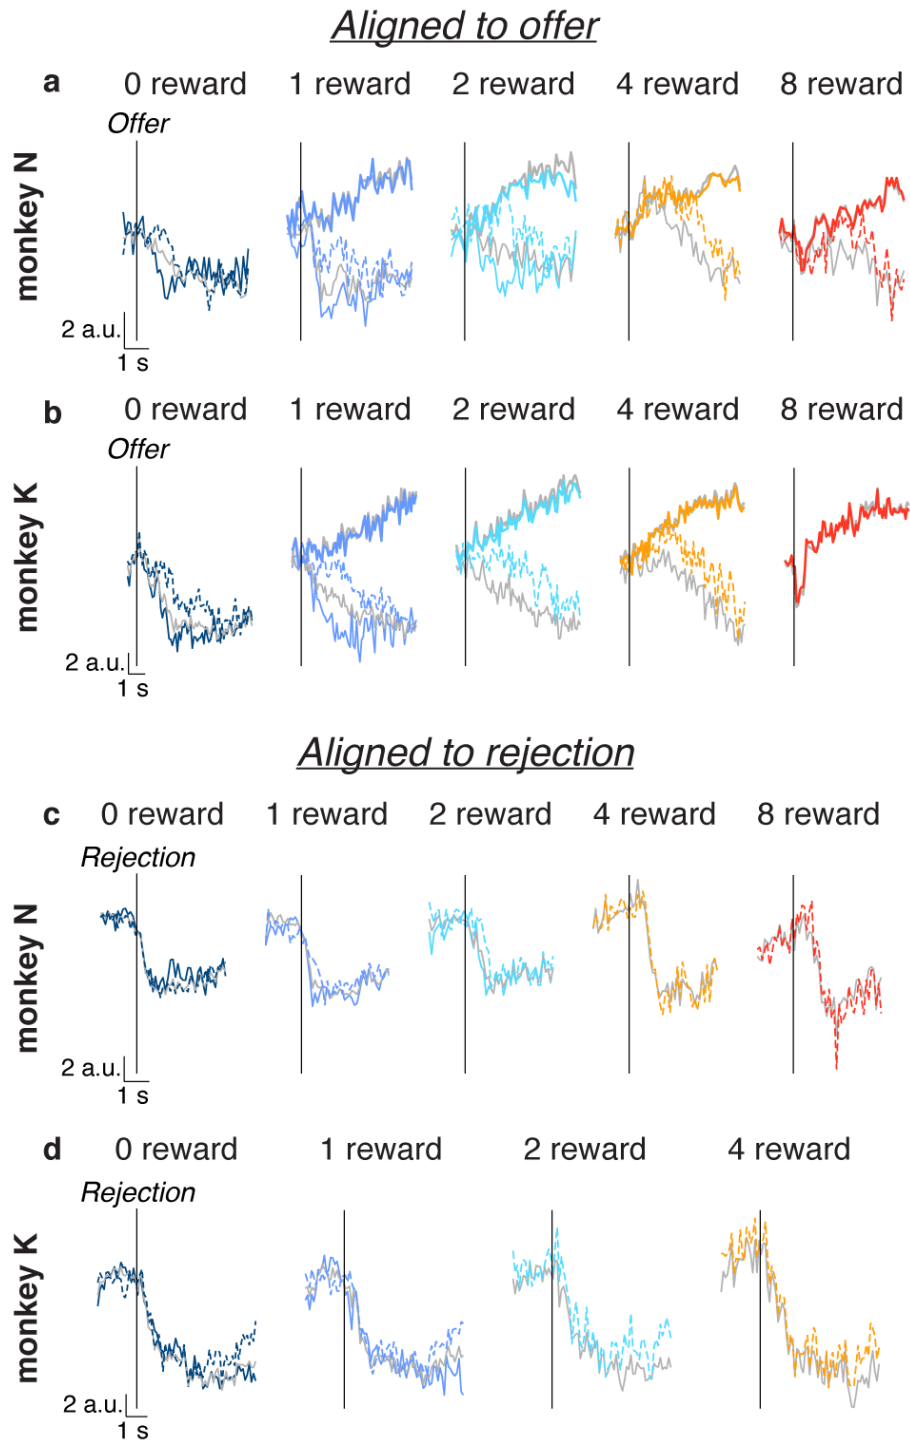 Aligned to offer
a
0 reward 1 reward 2 reward 4 reward 8 reward
Offer
monkey N
2 a.u.
1 s
b
0 reward 1 reward 2 reward 4 reward 8 reward
Offer
monkey K
2 a.u.
1 s
Aligned to rejection
c
0 reward 1 reward 2 reward 4 reward 8 reward
Rejection
monkey N
2 a.u.
1 s
d
0 reward 1 reward 2 reward 4 reward
Rejection
monkey K
2 a.u.
1 s